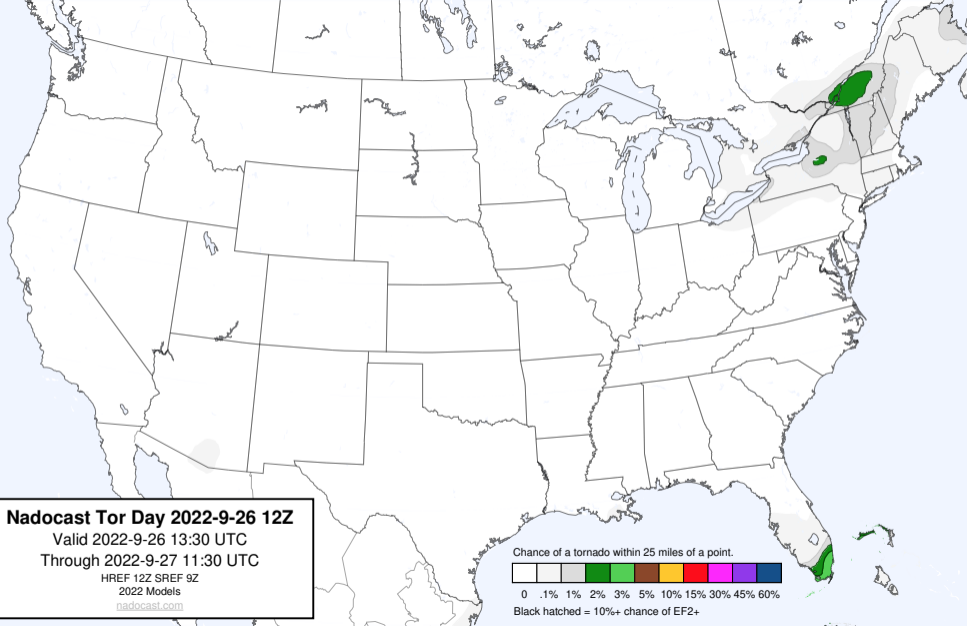 Nadocast Tor Day 2022-9-26 12Z
Valid 2022-9-26 13:30 UTC
Through 2022-9-27 11:30 UTC
HREF 12Z SREF 9Z
2022 Models
nadocast.com
Chance of a tornado within 25 miles of a point.
0 .1% 1% 2% 3% 5% 10% 15% 30% 45% 60%
Black hatched = 10%+ chance of EF2+